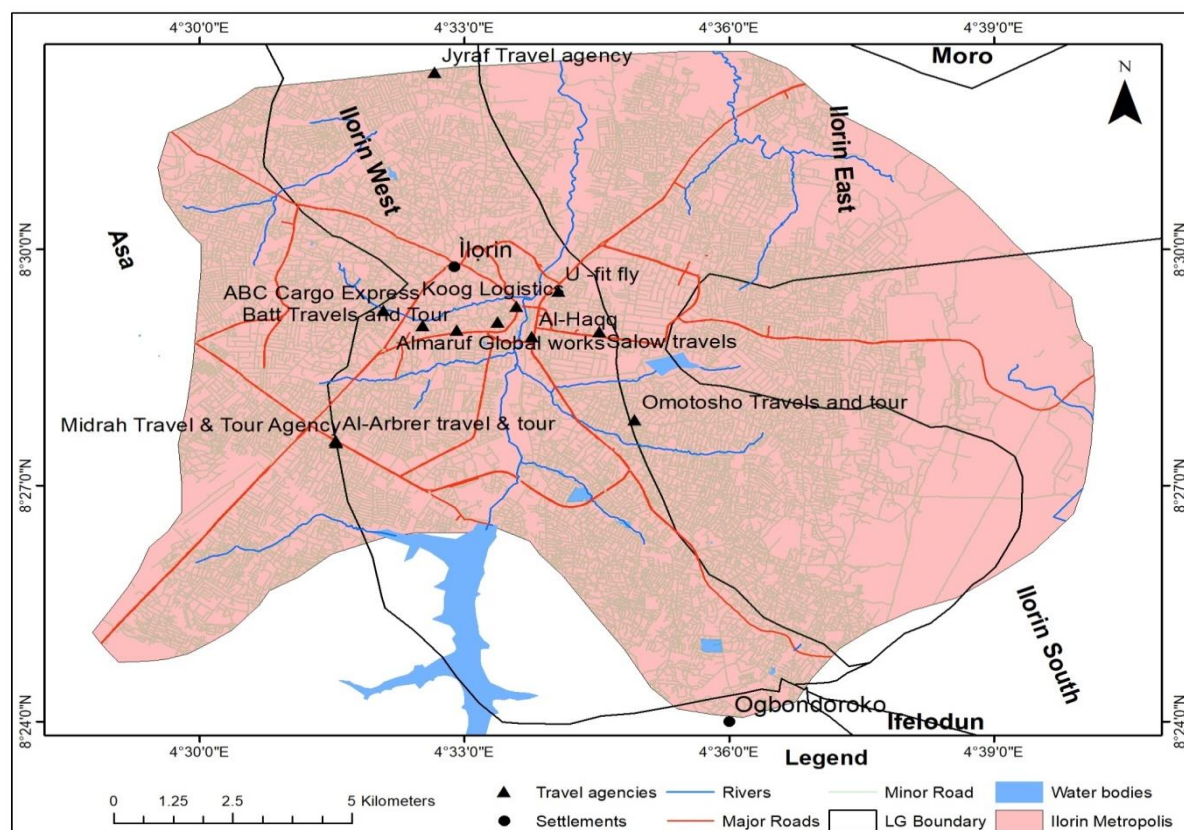 4°30'0"E
4°33'0"E
4°36'0"E
4°39'0"E
Jyraf Travel agency
Moro
N
Ilorin West
Ilorin East
Asa
8°30'0"N
8°30'0"N
Ìlọrin
U -fit fly
ABC Cargo Express
Koog Logistics
Batt Travels and Tour
Al-Haqq
Almaruf Global works
Salow travels
Omotosho Travels and tour
Midrah Travel & Tour Agency
Al-Arbrer travel & tour
8°27'0"N
8°27'0"N
Ilorin South
Ogbondoroko
Ifelodun
8°24'0"N
8°24'0"N
4°30'0"E
4°33'0"E
4°36'0"E
4°39'0"E
Legend
0 1.25 2.5 5 Kilometers
Travel agencies
Rivers
Minor Road
Water bodies
Settlements
Major Roads
LG Boundary
Ilorin Metropolis